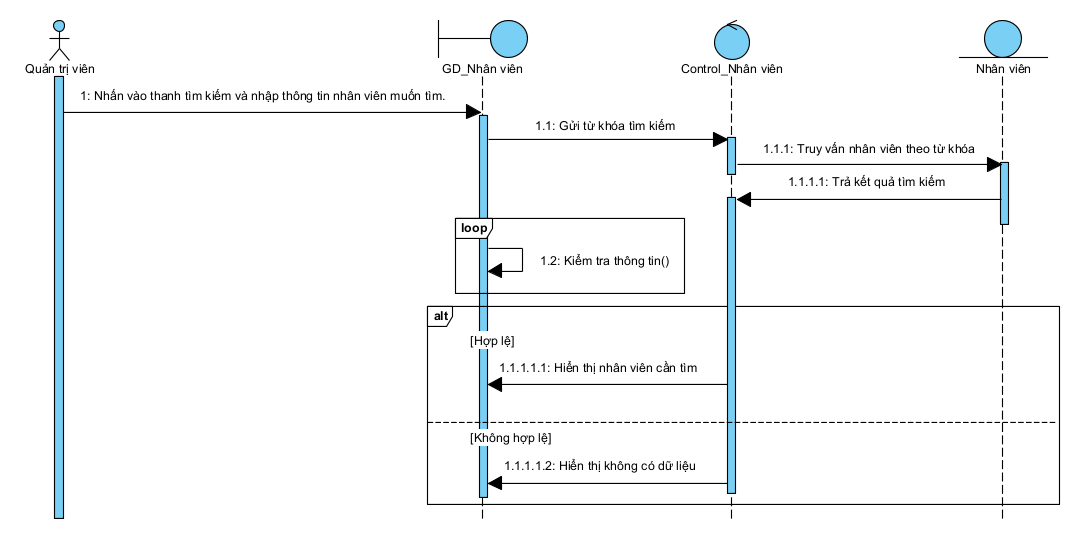 Quản trị viên
GD_Nhân viên
Control_Nhân viên
Nhân viên
1: Nhấn vào thanh tìm kiếm và nhập thông tin nhân viên muốn tìm.
1.1: Gửi từ khóa tìm kiếm
1.1.1: Truy vấn nhân viên theo từ khóa
1.1.1.1: Trả kết quả tìm kiếm
loop
1.2: Kiểm tra thông tin()
alt
[Hợp lệ]
1.1.1.1.1: Hiển thị nhân viên cần tìm
[Không hợp lệ]
1.1.1.1.2: Hiển thị không có dữ liệu